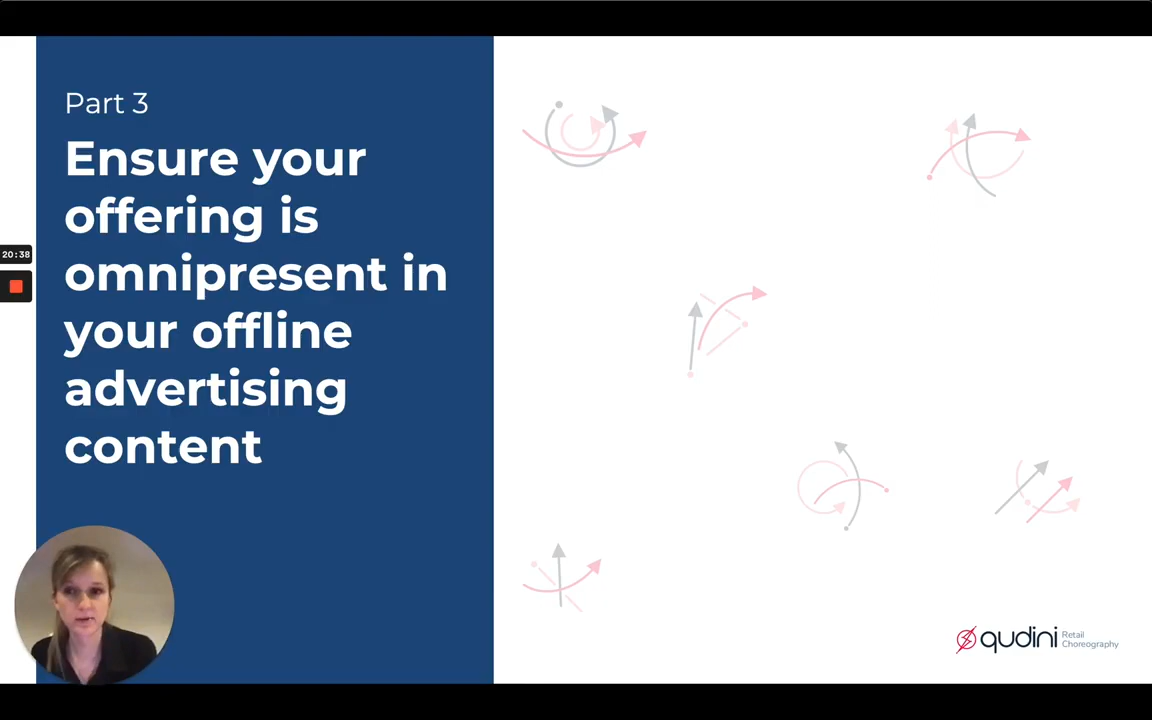 Part 3
Ensure your
offering is
omnipresent in
your offline
advertising
content
20:38
qudini
Retail
Choreography